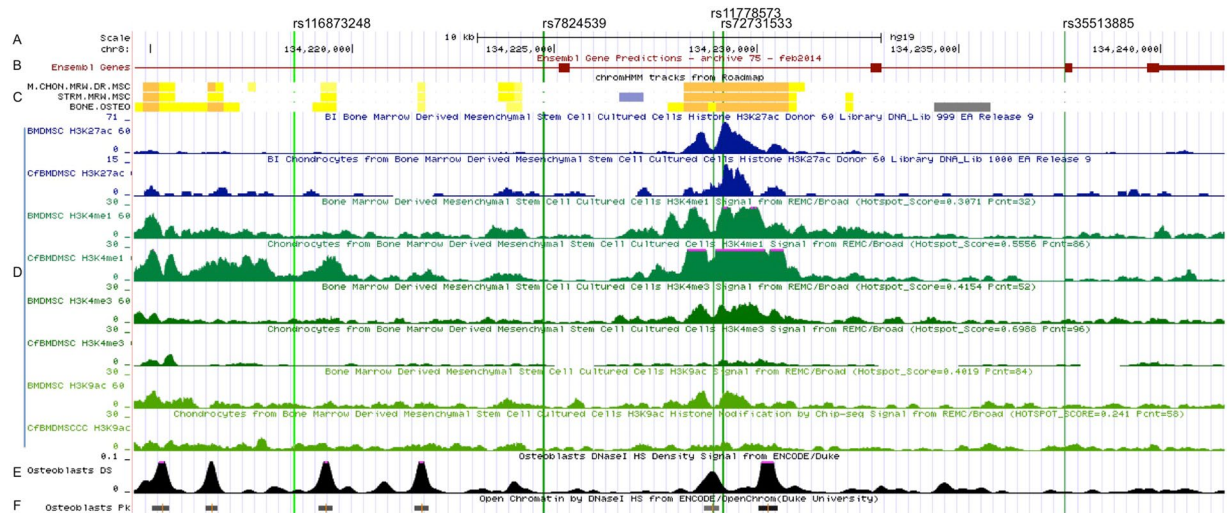 rs116873248 rs7824539 rs11778573 rs35513885
rs72731533
A Scale 10 kb hg19
chr8: 134,220,000 134,225,000 134,230,000 134,235,000 134,240,000
Ensembl Gene Predictions - archive 75 - feb2014
B Ensembl Genes
chromHMM tracks from Roadmap
M.CHON.MRW.DR.MSC
C STRM.MRW.MSC
BONE.OSTEO
71 BI Bone Marrow Derived Mesenchymal Stem Cell Cultured Cells Histone H3K27ac Donor 60 Library DNA_Lib 999 EA Release 9
BMDMSC H3K27ac 60
0
15 BI Chondrocytes from Bone Marrow Derived Mesenchymal Stem Cell Cultured Cells Histone H3K27ac Donor 60 Library DNA_Lib 1000 EA Release 9
CfBMDMSC H3K27ac
0
Bone Marrow Derived Mesenchymal Stem Cell Cultured Cells H3K4me1 Signal from REMC/Broad (Hotspot_Score=0.3071 Pcnt=32)
30
BMDMSC H3K4me1 60
0
Chondrocytes from Bone Marrow Derived Mesenchymal Stem Cell Cultured Cells H3K4me1 Signal from REMC/Broad (Hotspot_Score=0.5556 Pcnt=86)
30
CfBMDMSC H3K4me1
D
0
Bone Marrow Derived Mesenchymal Stem Cell Cultured Cells H3K4me3 Signal from REMC/Broad (Hotspot_Score=0.4154 Pcnt=52)
30
BMDMSC H3K4me3 60
0
Chondrocytes from Bone Marrow Derived Mesenchymal Stem Cell Cultured Cells H3K4me3 Signal from REMC/Broad (Hotspot_Score=0.6988 Pcnt=96)
30
CfBMDMSC H3K4me3
0
Bone Marrow Derived Mesenchymal Stem Cell Cultured Cells H3K9ac Signal from REMC/Broad (Hotspot_Score=0.4019 Pcnt=84)
30
BMDMSC H3K9ac 60
0
Chondrocytes from Bone Marrow Derived Mesenchymal Stem Cell Cultured Cells H3K9ac Histone Modification by Chip-seq Signal from REMC/Broad (HOTSPOT_SCORE=0.241 Pcnt=58)
30
CfBMDMSCCC H3K9ac
0
0.1 Osteoblasts DNaseI HS Density Signal from ENCODE/Duke
E Osteoblasts DS
0
Open Chromatin by DNaseI HS from ENCODE/OpenChrom(Duke University)
F Osteoblasts Pk